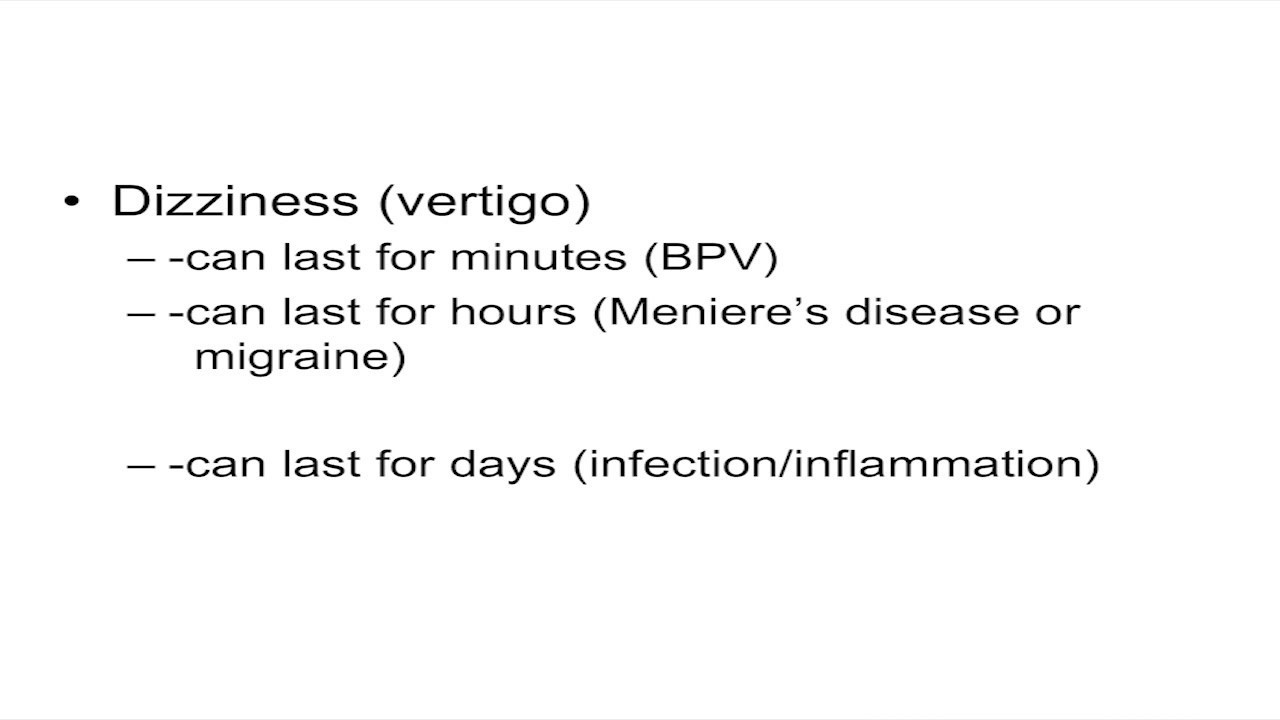 • Dizziness (vertigo)
– -can last for minutes (BPV)
– -can last for hours (Meniere’s disease or
migraine)
– -can last for days (infection/inflammation)